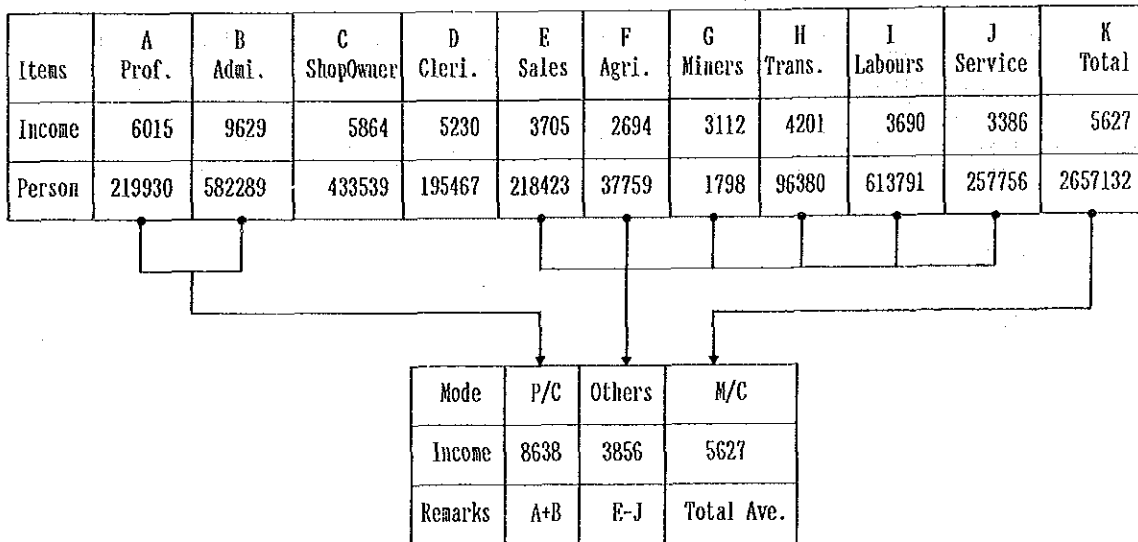 Items A Prof. B Admi. C ShopOwner D Cleri. E Sales F Agri. G Miners H Trans. I Labours J Service K Total
Income 6015 9629 5864 5230 3705 2694 3112 4201 3690 3386 5627
Person 219930 582289 433539 195467 218423 37759 1798 96380 613791 257756 2657132
Mode P/C Others M/C
Income 8638 3856 5627
Remarks A+B E-J Total Ave.